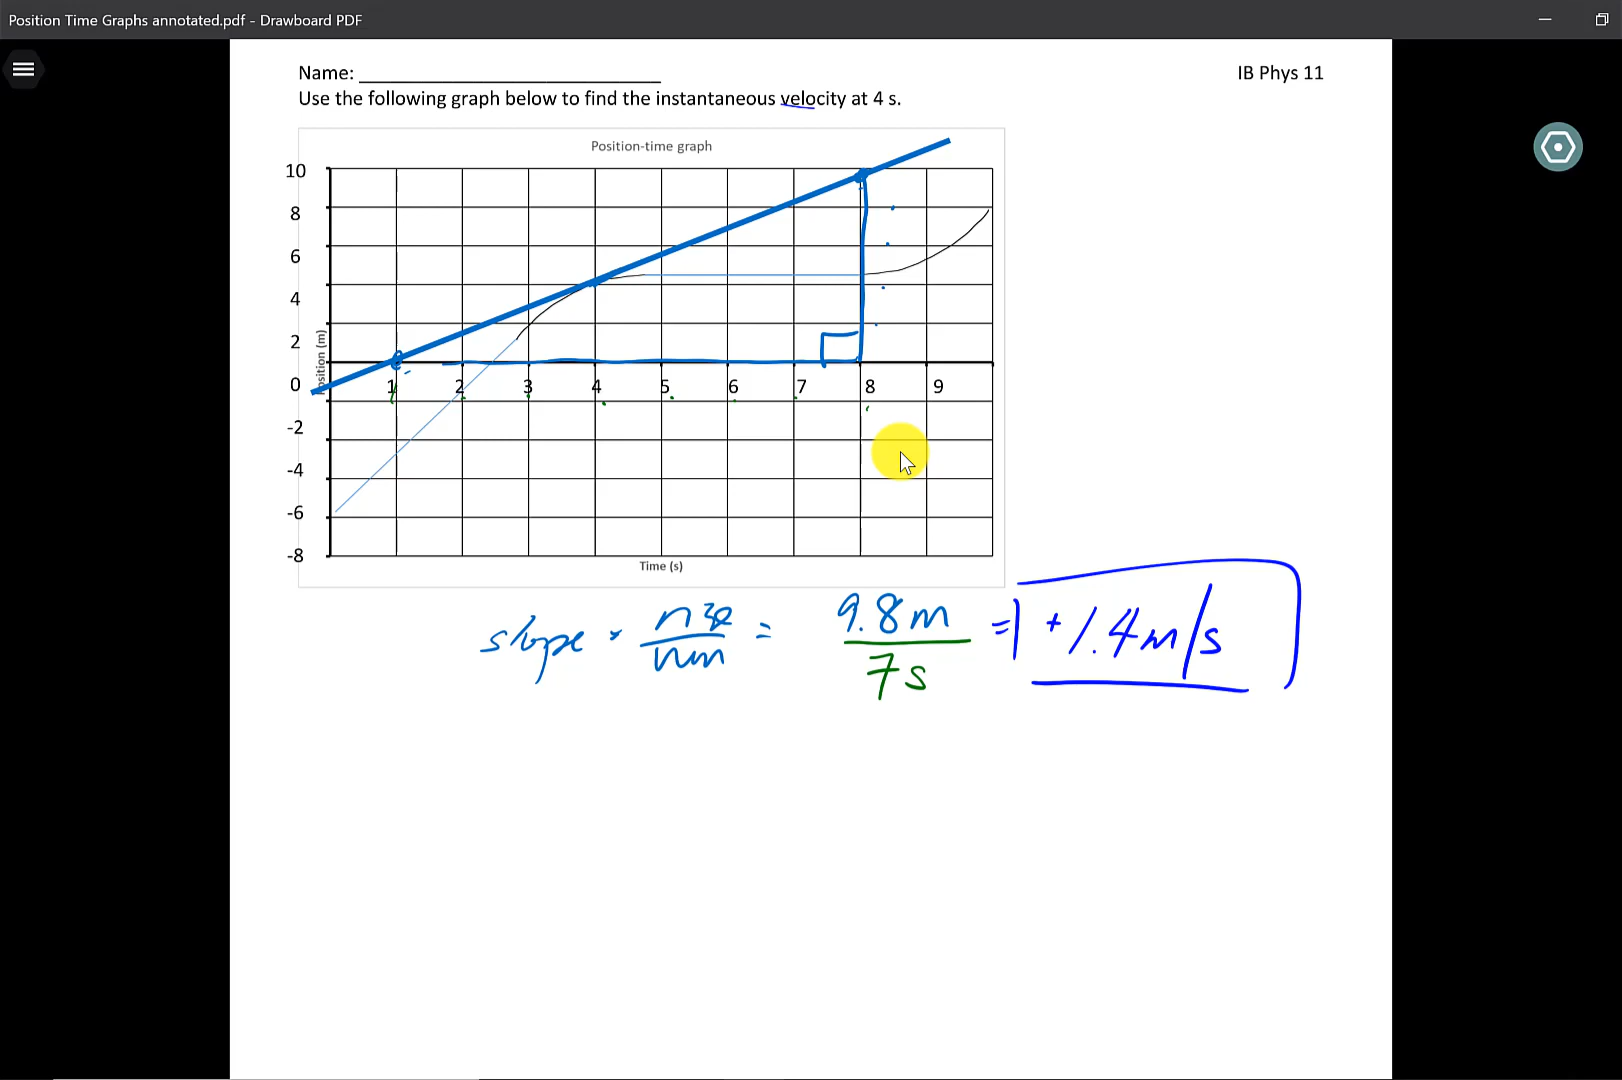 Position Time Graphs annotated.pdf - Drawboard PDF
Name: ____________________________
IB Phys 11
Use the following graph below to find the instantaneous velocity at 4 s.
Position-time graph
10
8
6
4
2
0
-2
-4
-6
-8
Position (m)
1 2 3 4 5 6 7 8 9
Time (s)
slope = rise/run = 9.8m/7s = +1.4m/s